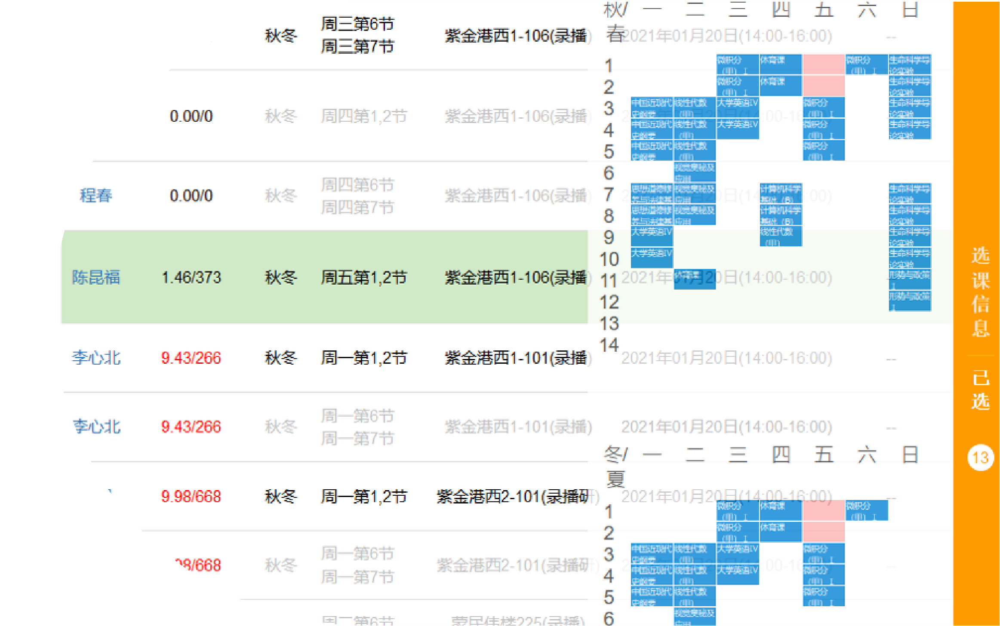 秋/ 一 二 三 四 五 六 日
春
周三第6节
秋冬 周三第7节 紫金港西1-106(录播) 2021年01月20日(14:00-16:00) --
1 微积分（甲）Ⅰ 体育课 微积分（甲）Ⅰ 生命科学导论实验
2 微积分（甲）Ⅰ 体育课 生命科学导论实验
0.00/0 秋冬 周四第1,2节 紫金港西1-106(录播)
3 中国近现代史纲要 线性代数（甲） 大学英语IV 微积分（甲）Ⅰ 生命科学导论实验
4 中国近现代史纲要 线性代数（甲） 大学英语IV 微积分（甲）Ⅰ 生命科学导论实验
5 中国近现代史纲要 线性代数（甲） 微积分（甲）Ⅰ
6 视觉奥秘及应用
周四第6节
程春 0.00/0 秋冬 周四第7节 紫金港西1-106(录播)
7 思想道德修养与法律基 视觉奥秘及应用 计算机科学基础（B） 生命科学导论实验
8 思想道德修养与法律基 视觉奥秘及应用 计算机科学基础（B） 生命科学导论实验
9 大学英语IV 线性代数（甲） 生命科学导论实验
10 大学英语IV 生命科学导论实验
陈昆福 1.46/373 秋冬 周五第1,2节 紫金港西1-106(录播) 2021年01月20日(14:00-16:00)
11 体育课 形势与政策Ⅰ
12 形势与政策Ⅰ
13
14
李心北 9.43/266 秋冬 周一第1,2节 紫金港西1-101(录播) 2021年01月20日(14:00-16:00) --
周一第6节
李心北 9.43/266 秋冬 周一第7节 紫金港西1-101(录播) 2021年01月20日(14:00-16:00) --
冬/ 一 二 三 四 五 六 日
夏
9.98/668 秋冬 周一第1,2节 紫金港西2-101(录播研) 2021年01月20日(14:00-16:00) --
1 微积分（甲）Ⅰ 体育课 微积分（甲）Ⅰ
2 微积分（甲）Ⅰ 体育课
3 中国近现代史纲要 线性代数（甲） 大学英语IV 微积分（甲）Ⅰ
周一第6节
8/668 秋冬 周一第7节 紫金港西2-101(录播研) --
4 中国近现代史纲要 线性代数（甲） 大学英语IV 微积分（甲）Ⅰ
5 中国近现代史纲要 线性代数（甲） 微积分（甲）Ⅰ
6 视觉奥秘及应用
周二第6节 蒙民伟楼225(录播)
选课信息
已选
13